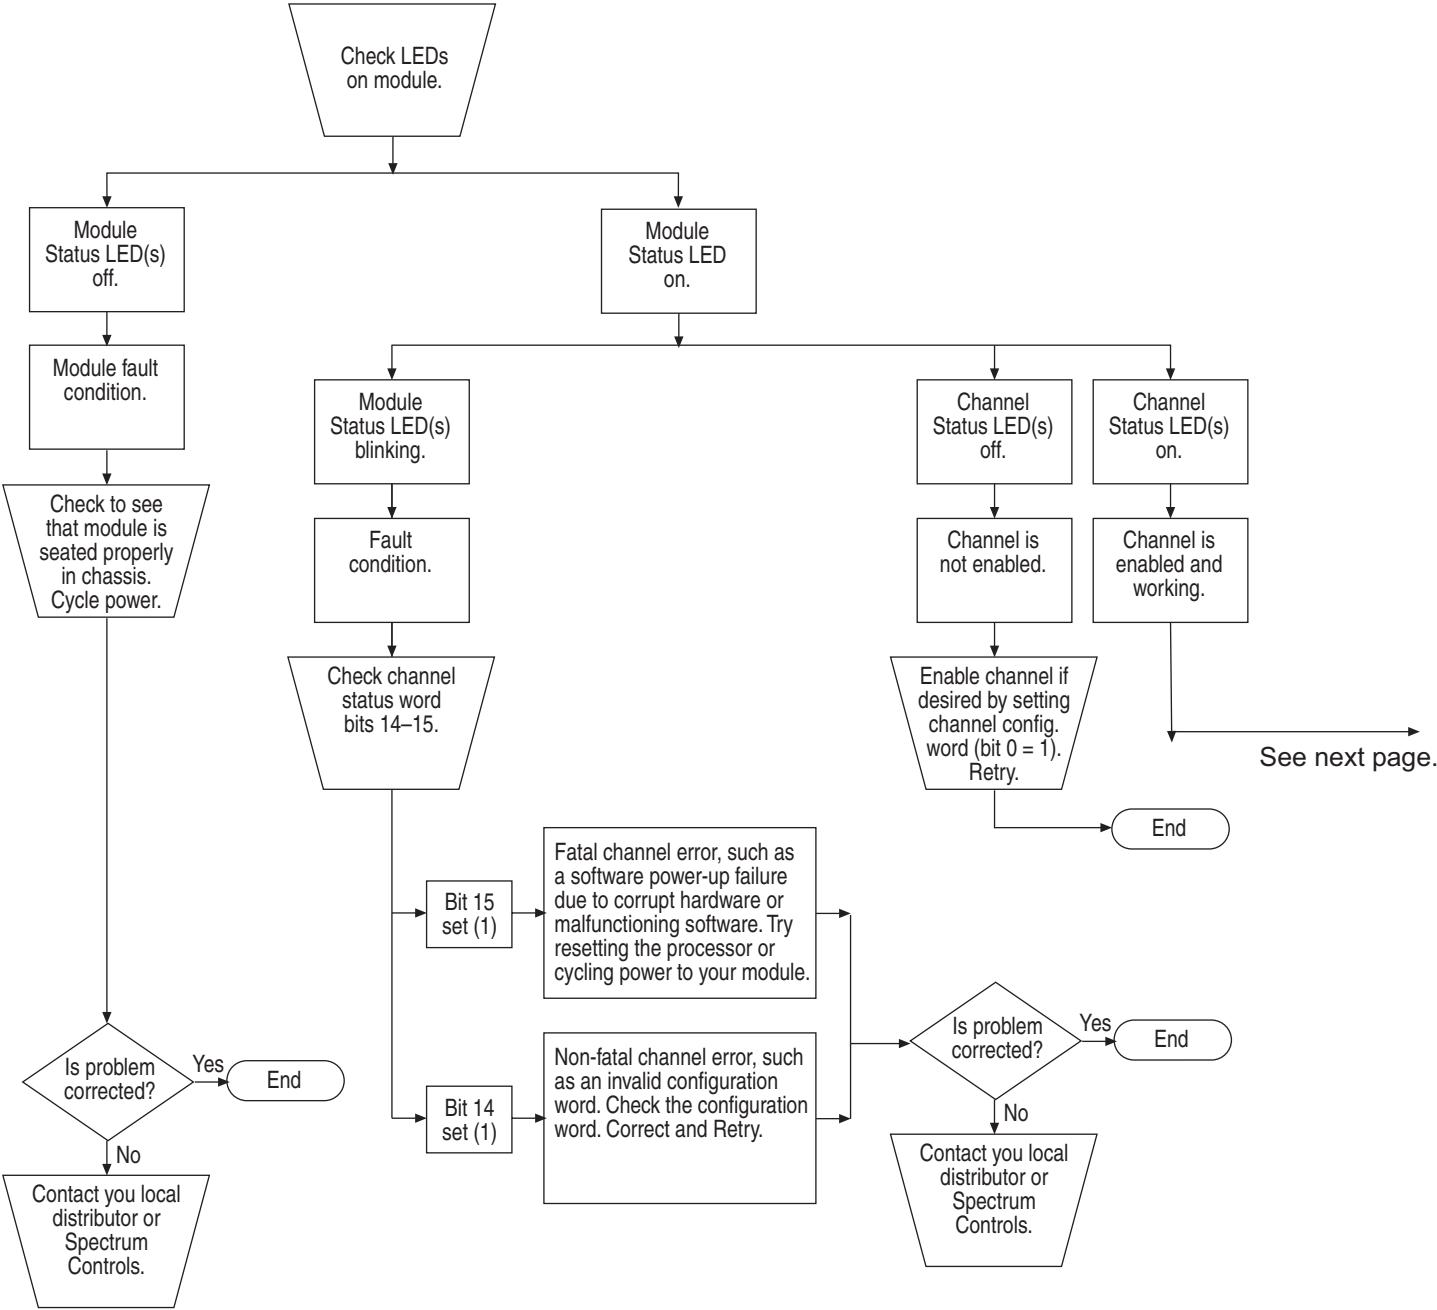 Check LEDs
on module.
Module
Status LED(s)
off.
Module
Status LED
on.
Module fault
condition.
Module
Status LED(s)
blinking.
Channel
Status LED(s)
off.
Channel
Status LED(s)
on.
Check to see
that module is
seated properly
in chassis.
Cycle power.
Fault
condition.
Channel is
not enabled.
Channel is
enabled and
working.
Check channel
status word
bits 14–15.
Enable channel if
desired by setting
channel config.
word (bit 0 = 1).
Retry.
See next page.
End
Bit 15
set (1)
Fatal channel error, such as
a software power-up failure
due to corrupt hardware or
malfunctioning software. Try
resetting the processor or
cycling power to your module.
Bit 14
set (1)
Non-fatal channel error, such
as an invalid configuration
word. Check the configuration
word. Correct and Retry.
Is problem
corrected?
Yes
End
No
Contact you local
distributor or
Spectrum
Controls.
Is problem
corrected?
Yes
End
No
Contact you local
distributor or
Spectrum
Controls.